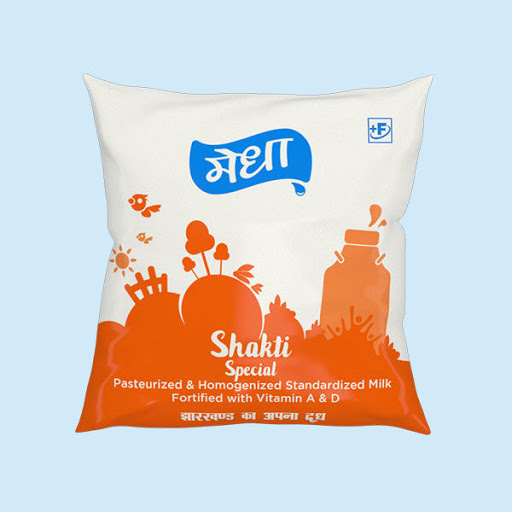 मेधा
+F
Shakti
Special
Pasteurized & Homogenized Standardized Milk
Fortified with Vitamin A & D
झारखण्ड का अपना दूध